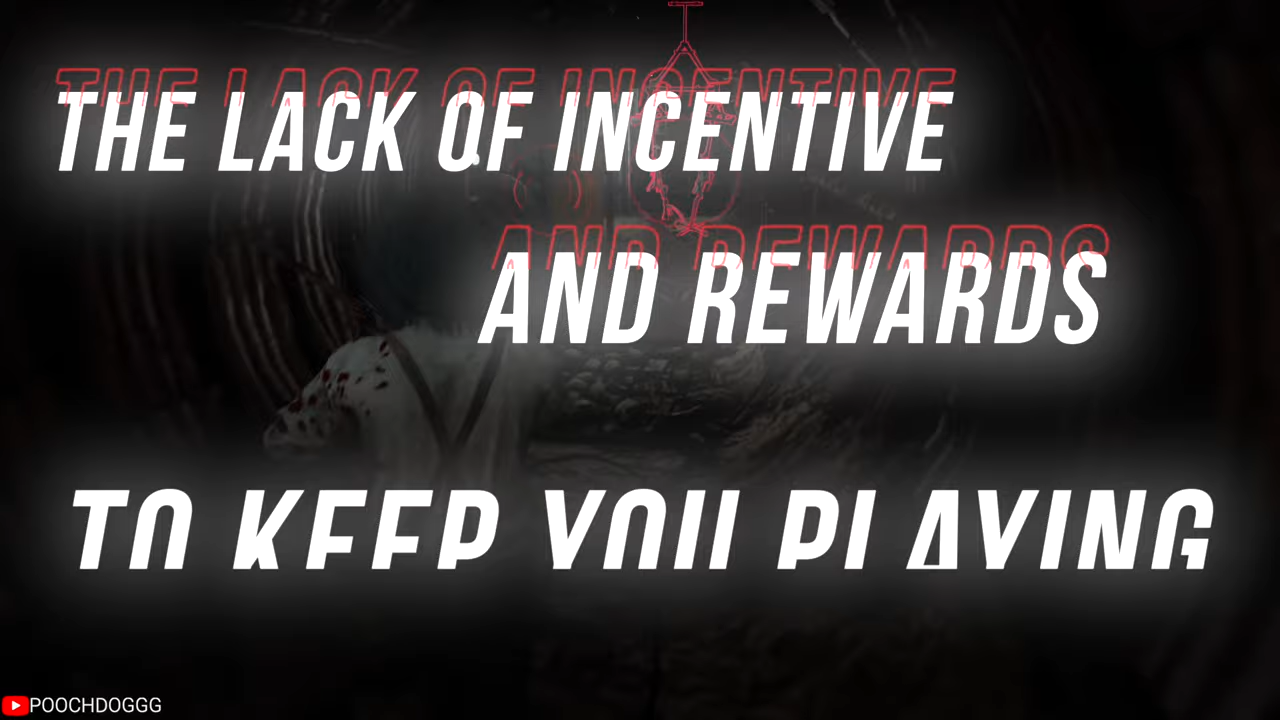 THE LACK OF INCENTIVE
AND REWARDS
TO KEEP YOU PLAYING
POOCHDOGGG